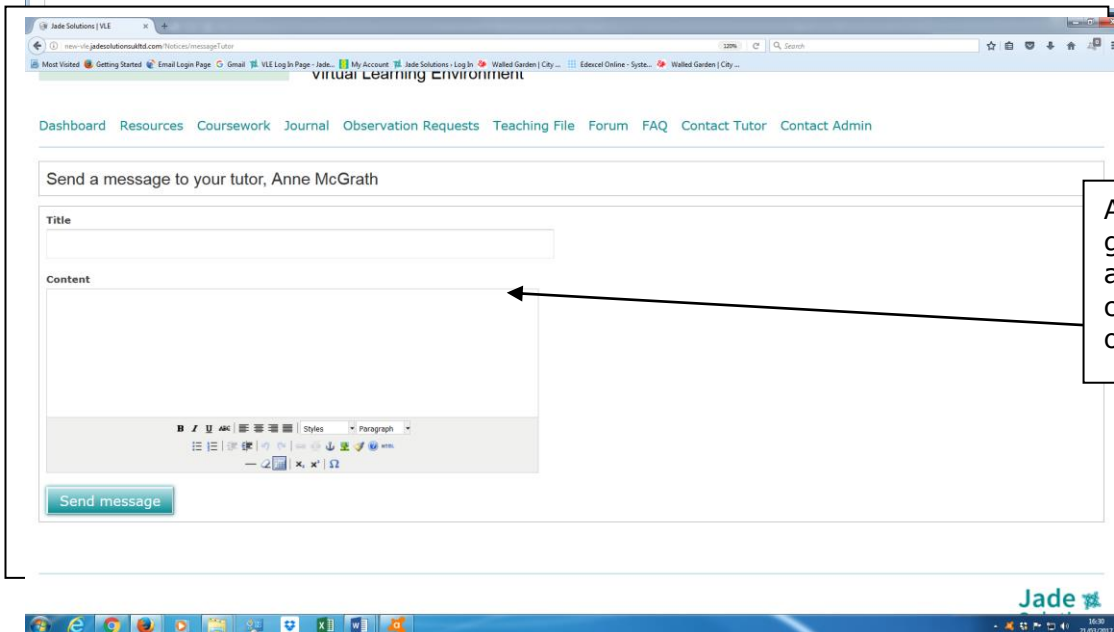 Jade Solutions | VLE
new-vle.jadesolutionsukltd.com/Notices/messageTutor
120%
Search
Most Visited Getting Started Email Login Page Gmail VLE Log In Page - Jade... My Account Jade Solutions › Log In Walled Garden | City ... Edexcel Online - Syste... Walled Garden | City ...
Virtual Learning Environment
Dashboard Resources Coursework Journal Observation Requests Teaching File Forum FAQ Contact Tutor Contact Admin
Send a message to your tutor, Anne McGrath
Title
Content
B I U ABC Styles Paragraph
HTML
Send message
Jade
16:30